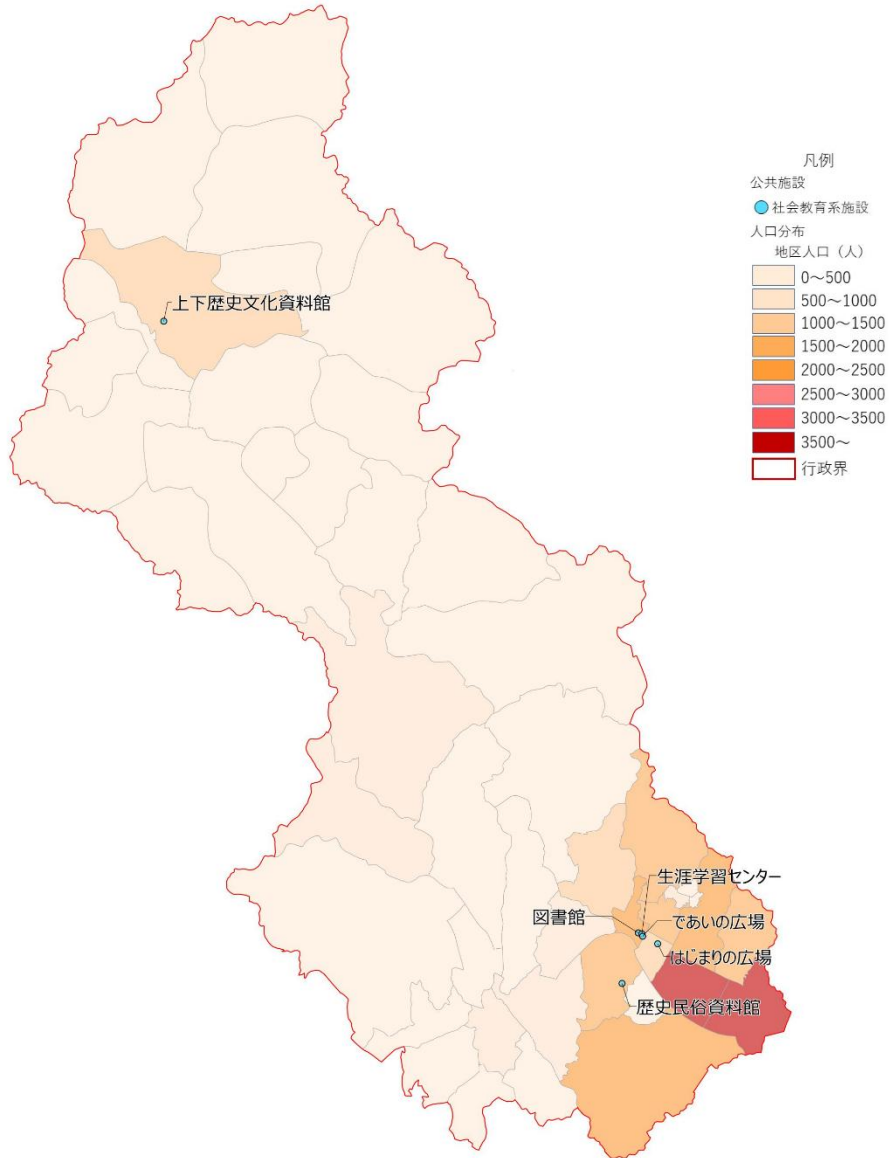 凡例
公共施設
社会教育系施設
人口分布
地区人口（人）
0～500
500～1000
1000～1500
1500～2000
2000～2500
2500～3000
3000～3500
3500～
行政界
上下歴史文化資料館
生涯学習センター
図書館
であいの広場
はじまりの広場
歴史民俗資料館